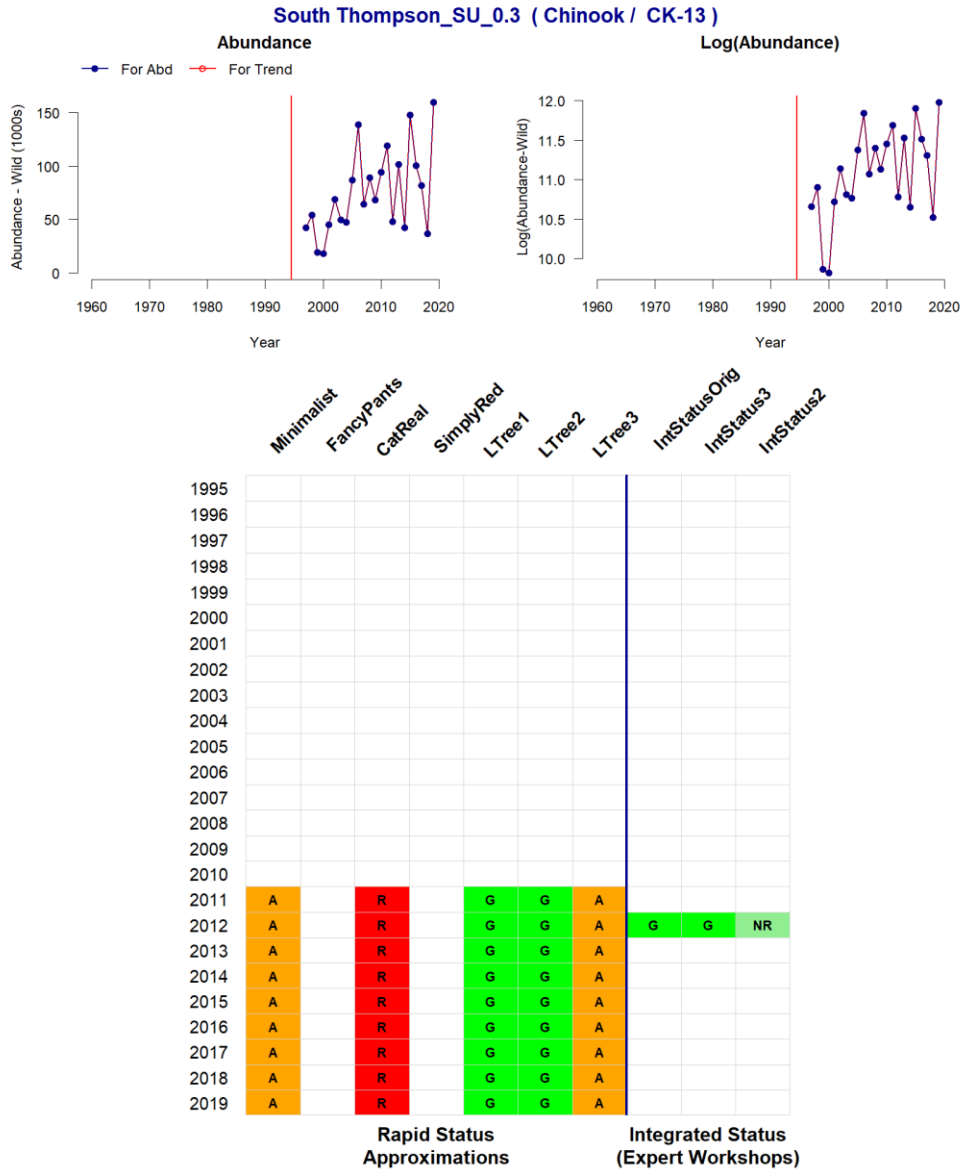 South Thompson_SU_0.3 ( Chinook / CK-13 )
Abundance
For Abd For Trend
Abundance - Wild (1000s)
150
100
50
0
1960 1970 1980 1990 2000 2010 2020
Year
Log(Abundance)
Log(Abundance-Wild)
12.0
11.5
11.0
10.5
10.0
1960 1970 1980 1990 2000 2010 2020
Year
Minimalist FancyPants CatReal SimplyRed LTree1 LTree2 LTree3 IntStatusOrig IntStatus3 IntStatus2
1995
1996
1997
1998
1999
2000
2001
2002
2003
2004
2005
2006
2007
2008
2009
2010
2011 A R G G A
2012 A R G G A G G NR
2013 A R G G A
2014 A R G G A
2015 A R G G A
2016 A R G G A
2017 A R G G A
2018 A R G G A
2019 A R G G A
Rapid Status
Approximations
Integrated Status
(Expert Workshops)